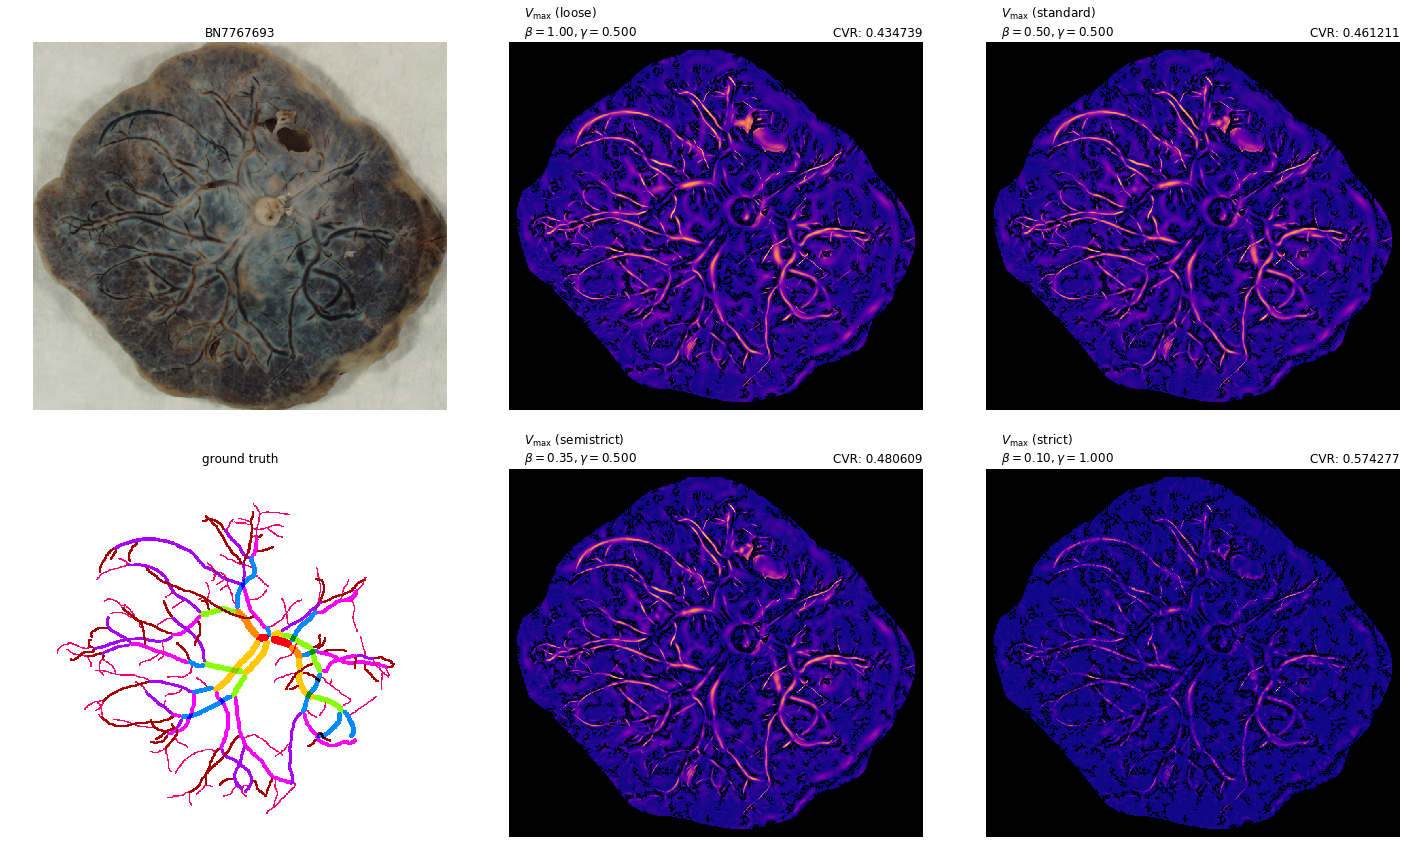 BN7767693
V_max (loose)
β = 1.00, γ = 0.500
CVR: 0.434739
V_max (standard)
β = 0.50, γ = 0.500
CVR: 0.461211
ground truth
V_max (semistrict)
β = 0.35, γ = 0.500
CVR: 0.480609
V_max (strict)
β = 0.10, γ = 1.000
CVR: 0.574277